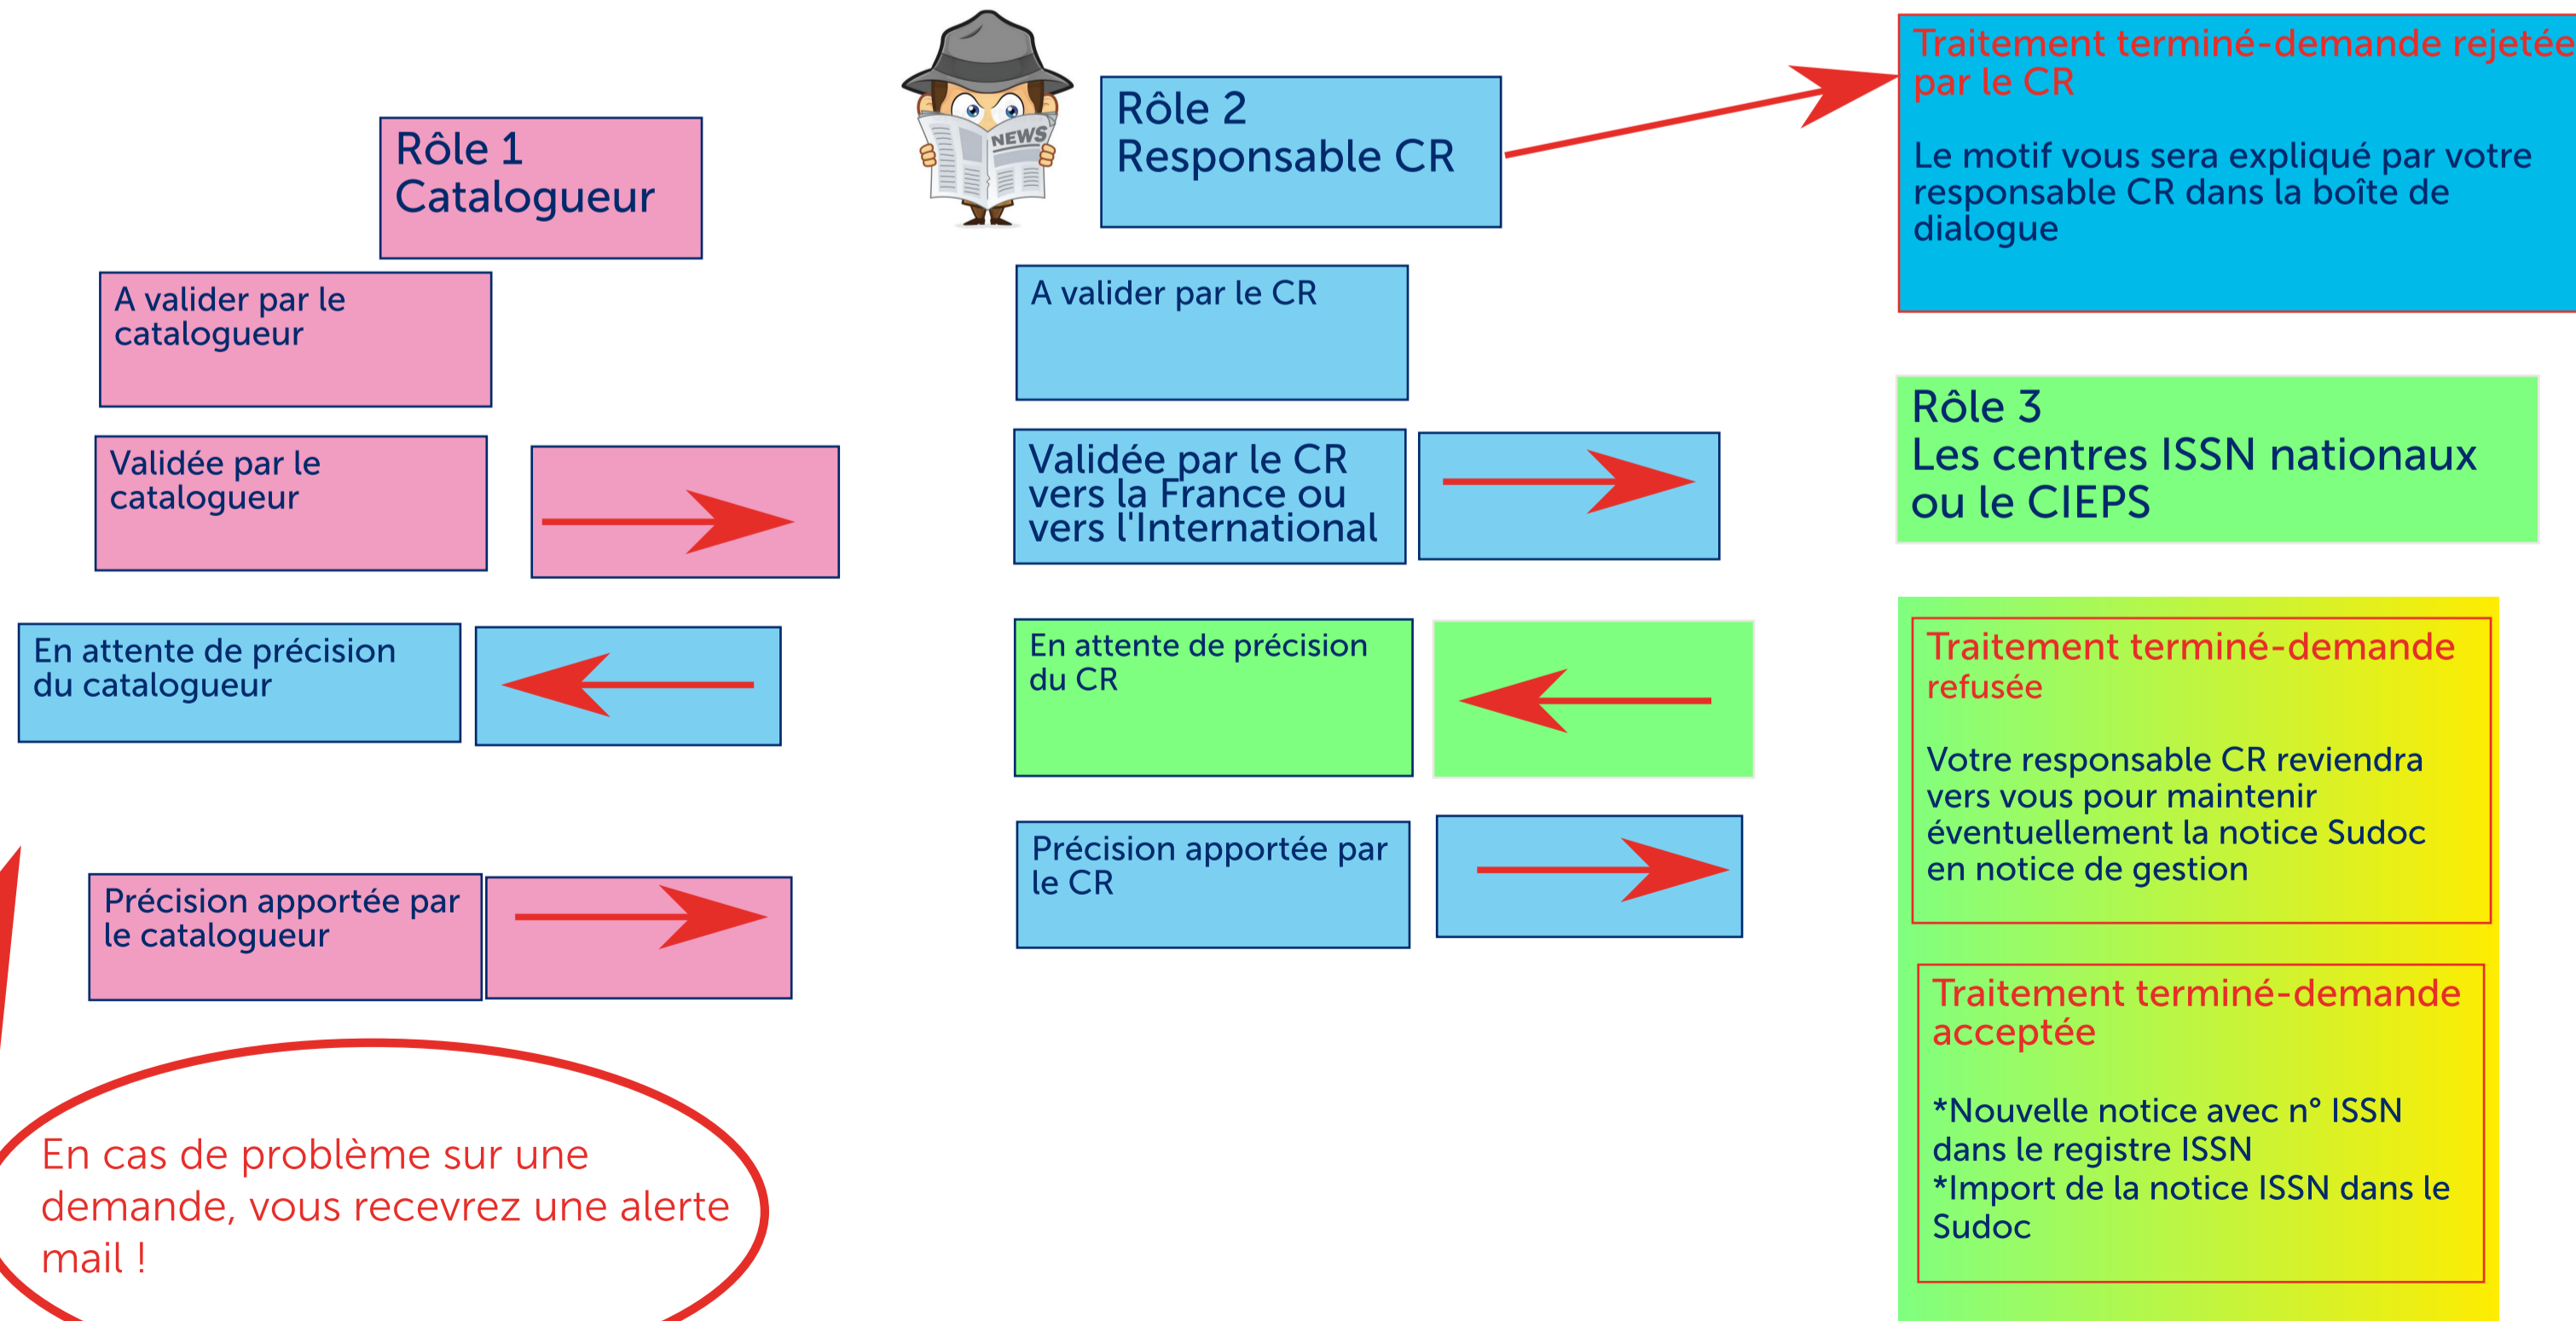 Rôle 1
Catalogueur
A valider par le
catalogueur
Validée par le
catalogueur
En attente de précision
du catalogueur
Précision apportée par
le catalogueur
En cas de problème sur une
demande, vous recevrez une alerte
mail !
NEWS
Rôle 2
Responsable CR
A valider par le CR
Validée par le CR
vers la France ou
vers l'International
En attente de précision
du CR
Précision apportée par
le CR
Traitement terminé-demande rejetée
par le CR
Le motif vous sera expliqué par votre
responsable CR dans la boîte de
dialogue
Rôle 3
Les centres ISSN nationaux
ou le CIEPS
Traitement terminé-demande
refusée
Votre responsable CR reviendra
vers vous pour maintenir
éventuellement la notice Sudoc
en notice de gestion
Traitement terminé-demande
acceptée
*Nouvelle notice avec n° ISSN
dans le registre ISSN
*Import de la notice ISSN dans le
Sudoc